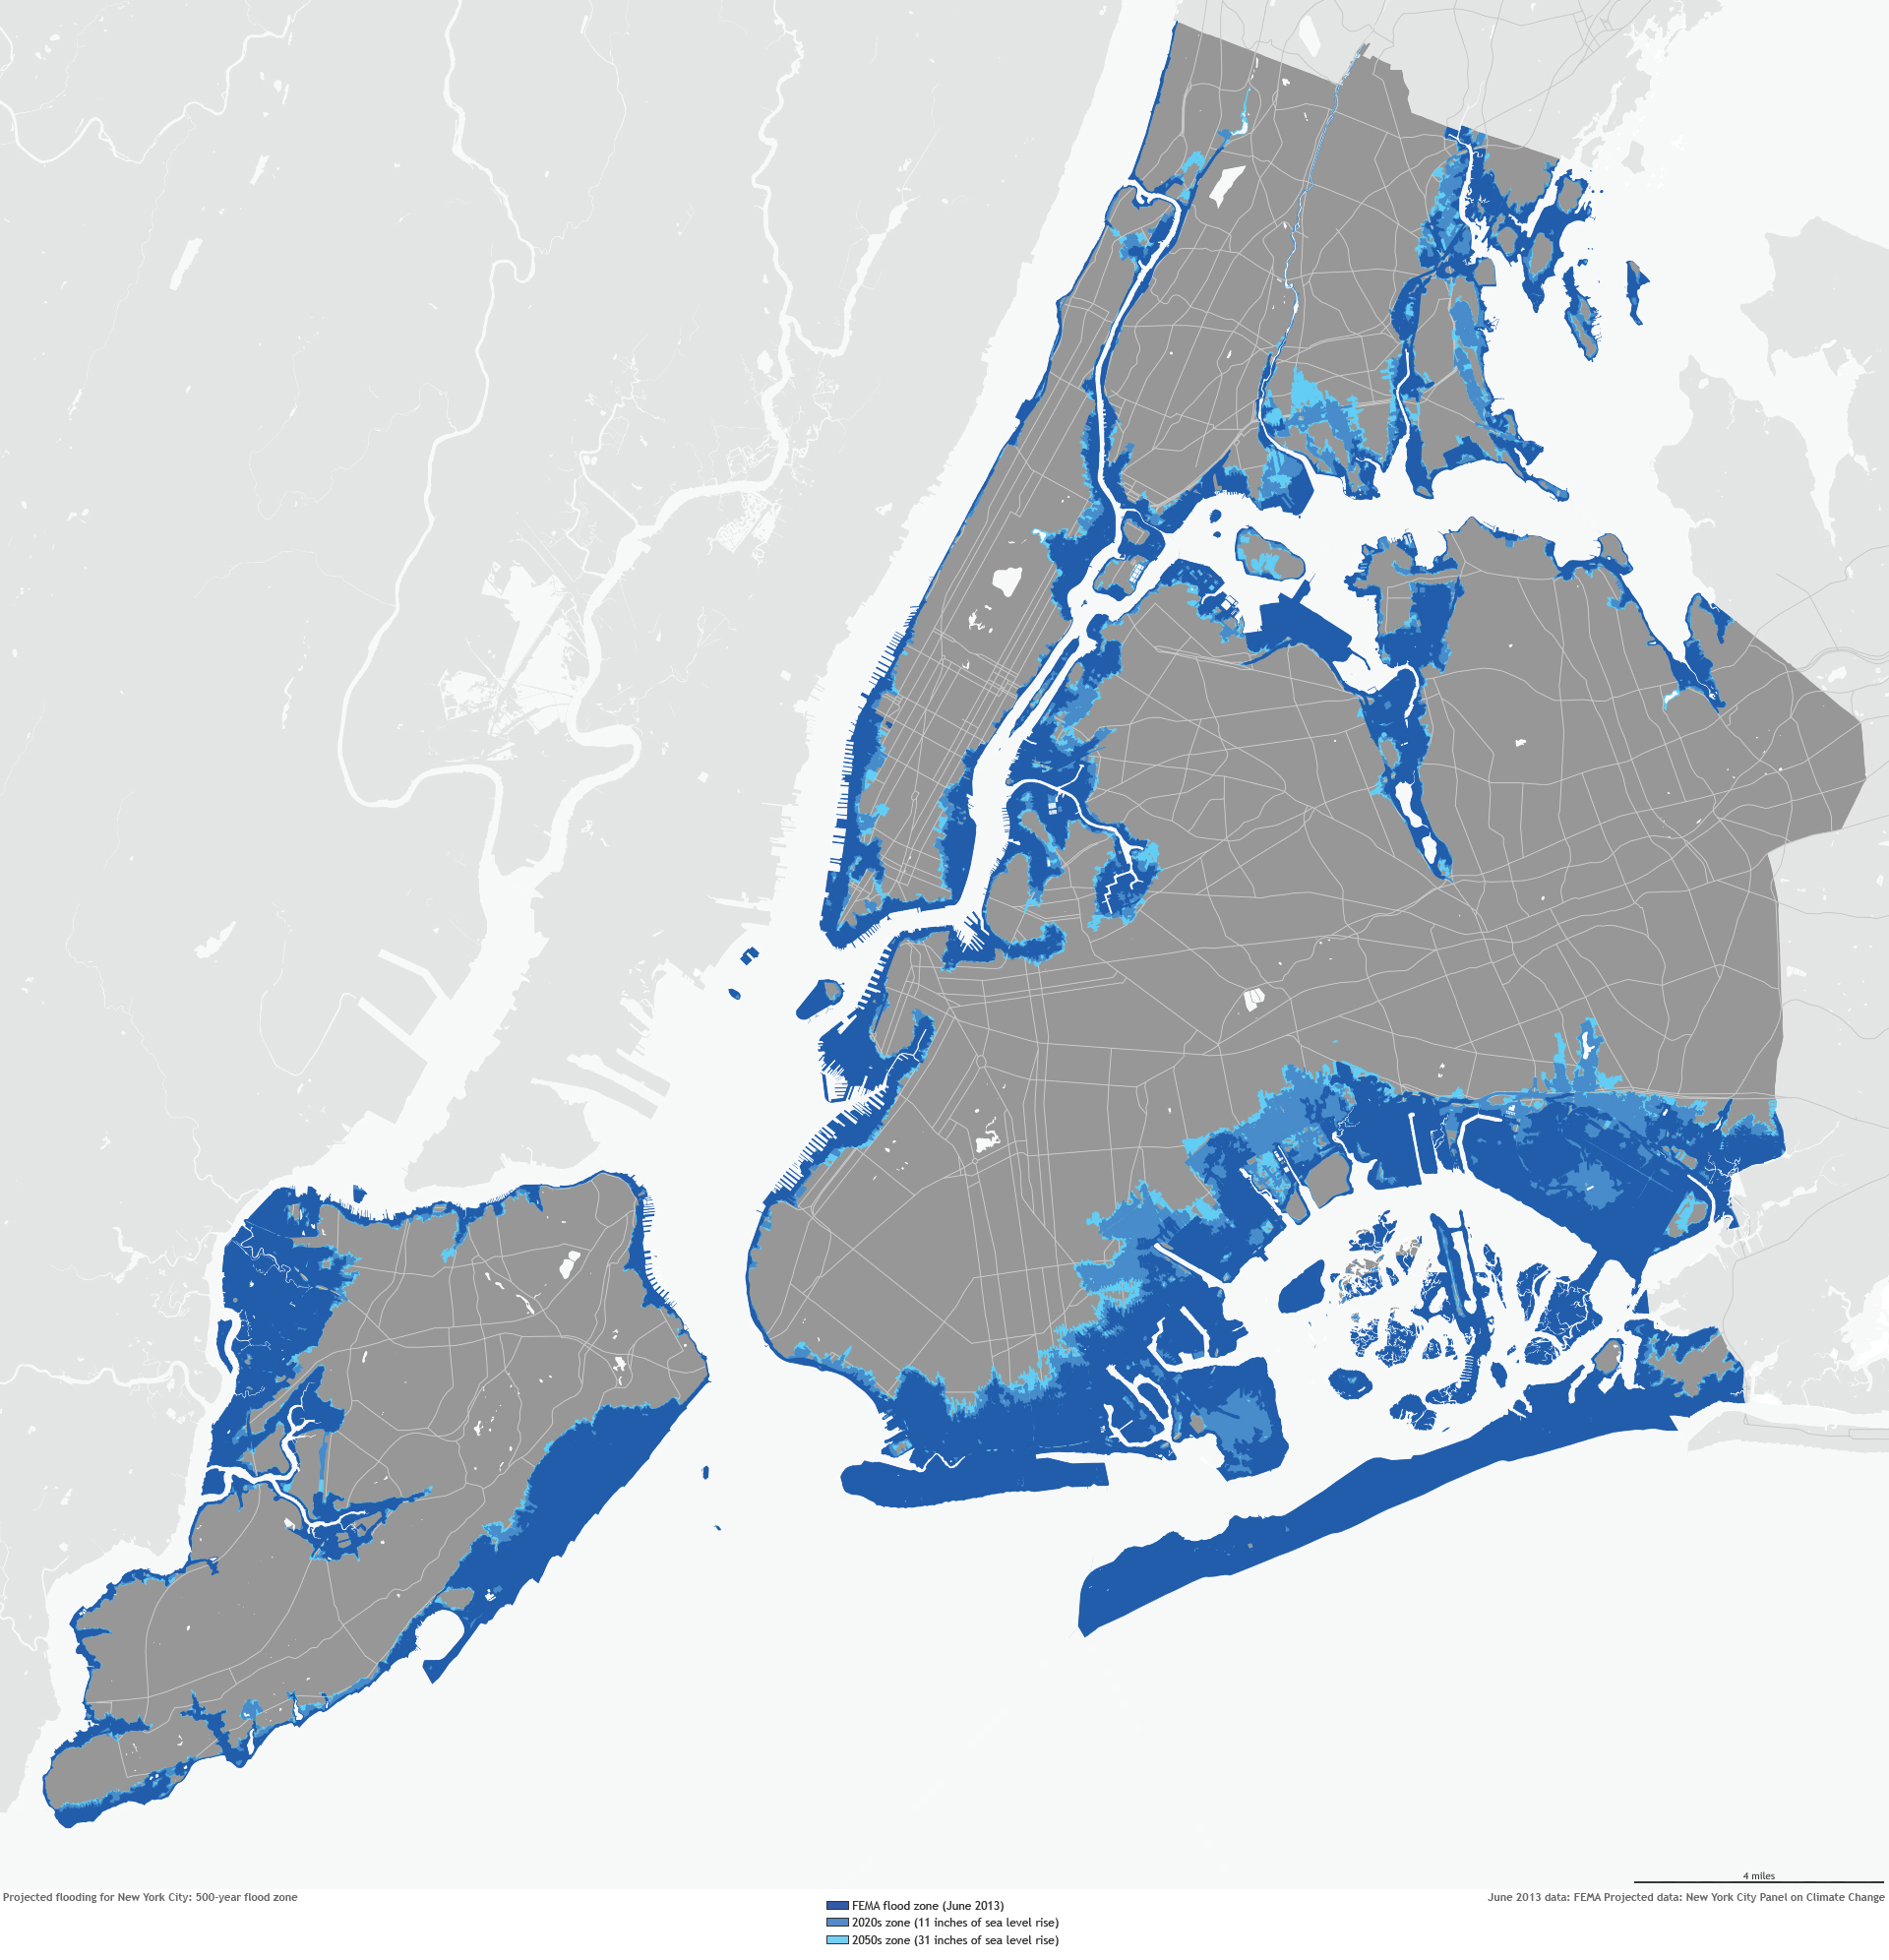 4 miles
Projected flooding for New York City: 500-year flood zone
June 2013 data: FEMA Projected data: New York City Panel on Climate Change
FEMA flood zone (June 2013)
2020s zone (11 inches of sea level rise)
2050s zone (31 inches of sea level rise)